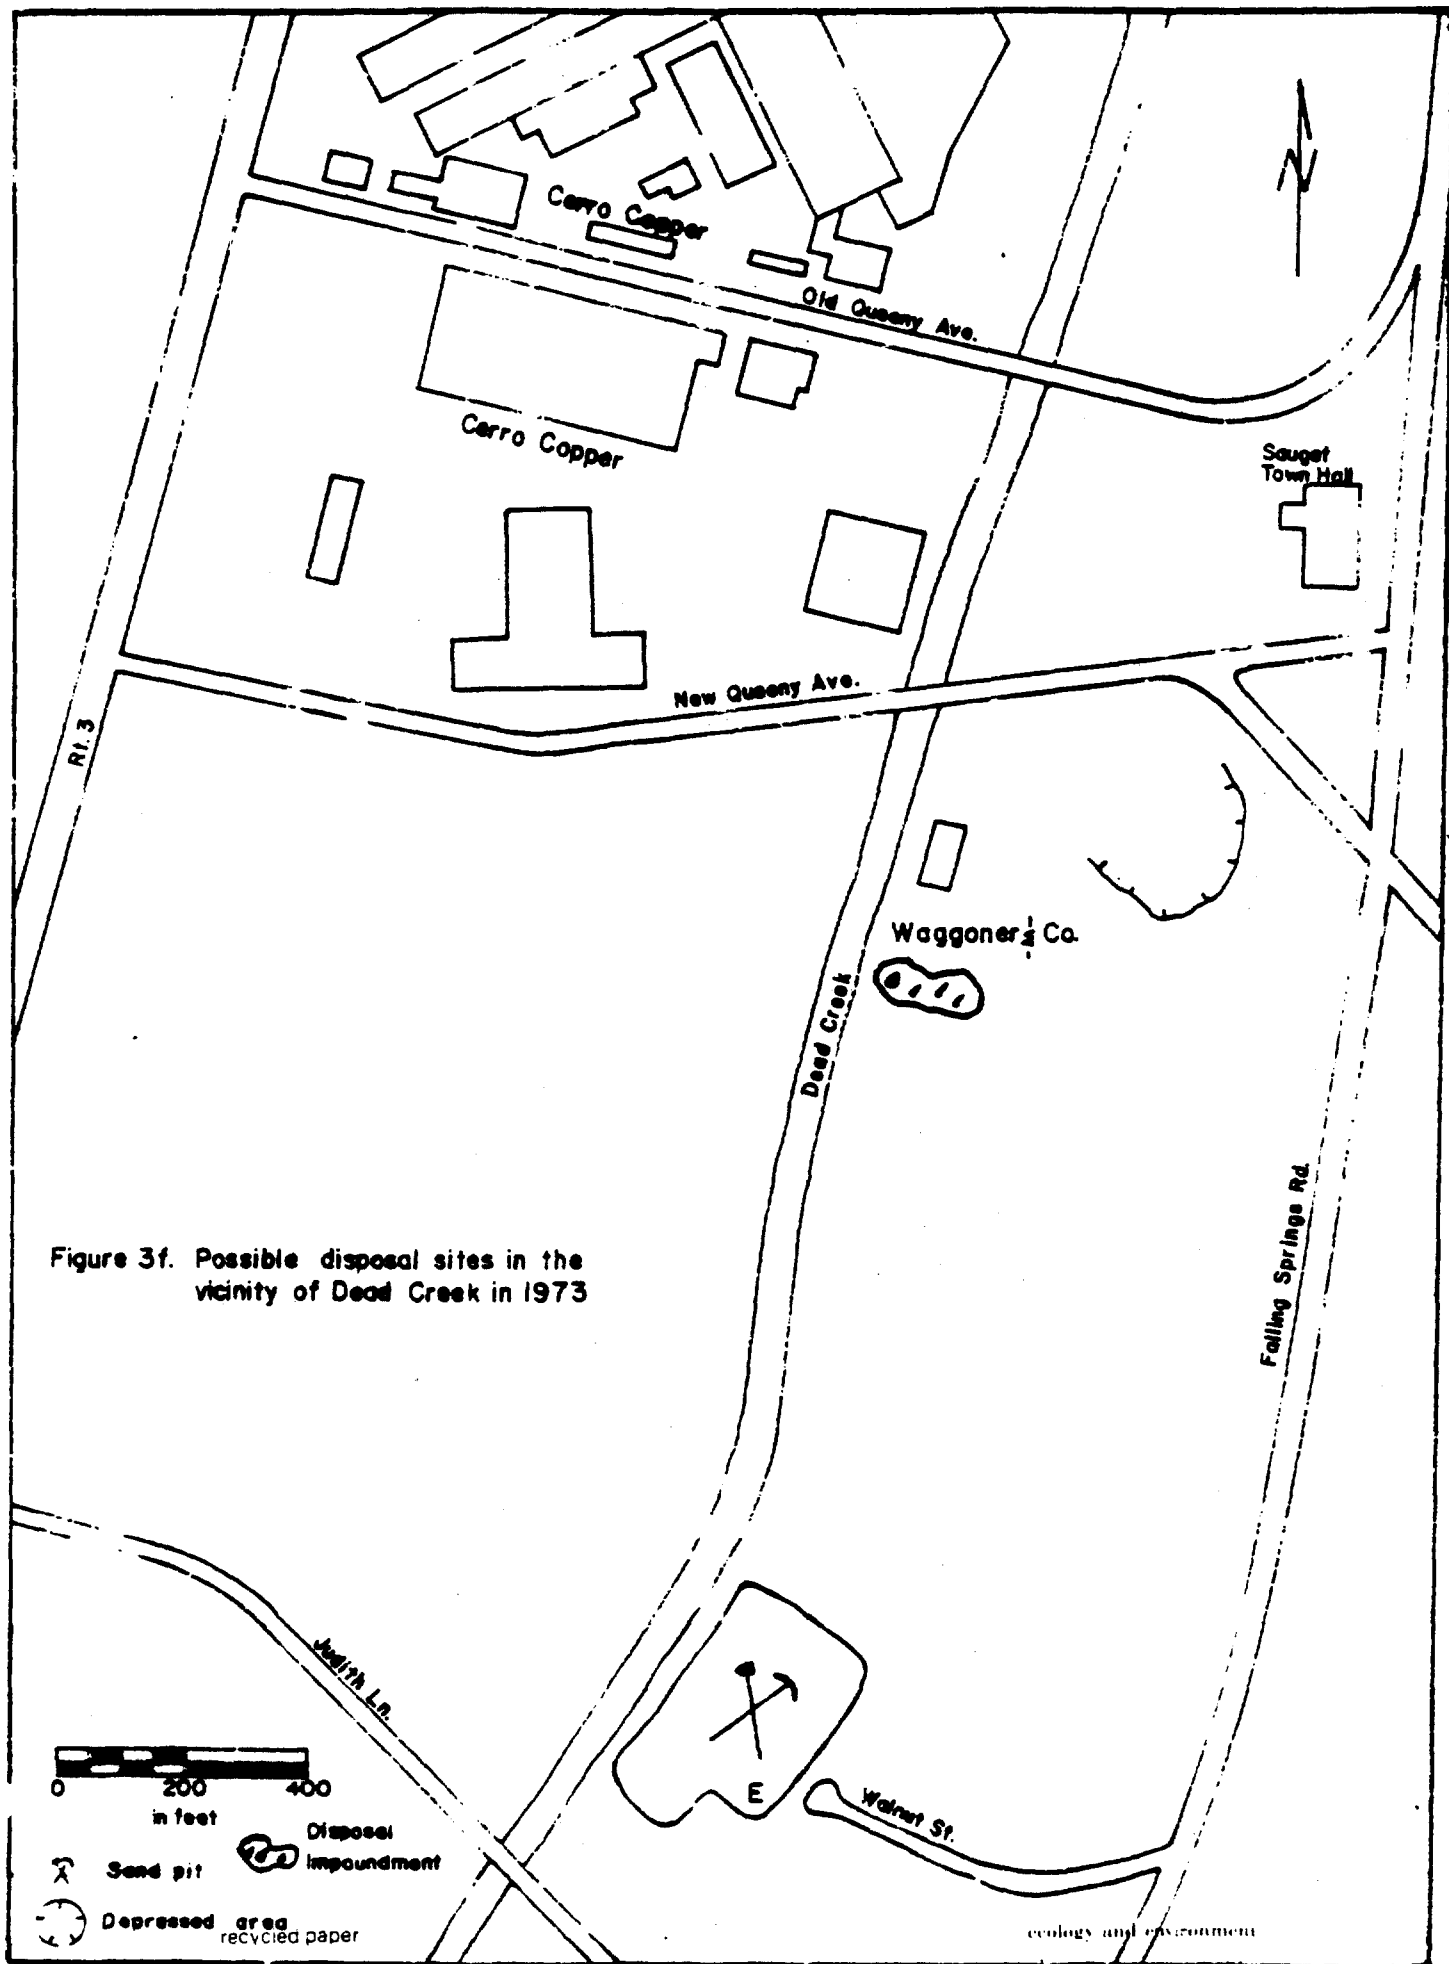 N
Cerro Copper
Old Queeny Ave.
Cerro Copper
Sauget
Town Hall
New Queeny Ave.
Rt. 3
Waggoner Co.
Dead Creek
Falling Springs Rd.
Figure 3f. Possible disposal sites in the
vicinity of Dead Creek in 1973
Judith Ln.
E
Walnut St.
0 200 400
in feet
Disposal
Impoundment
Sand pit
Depressed area
recycled paper
ecology and environment